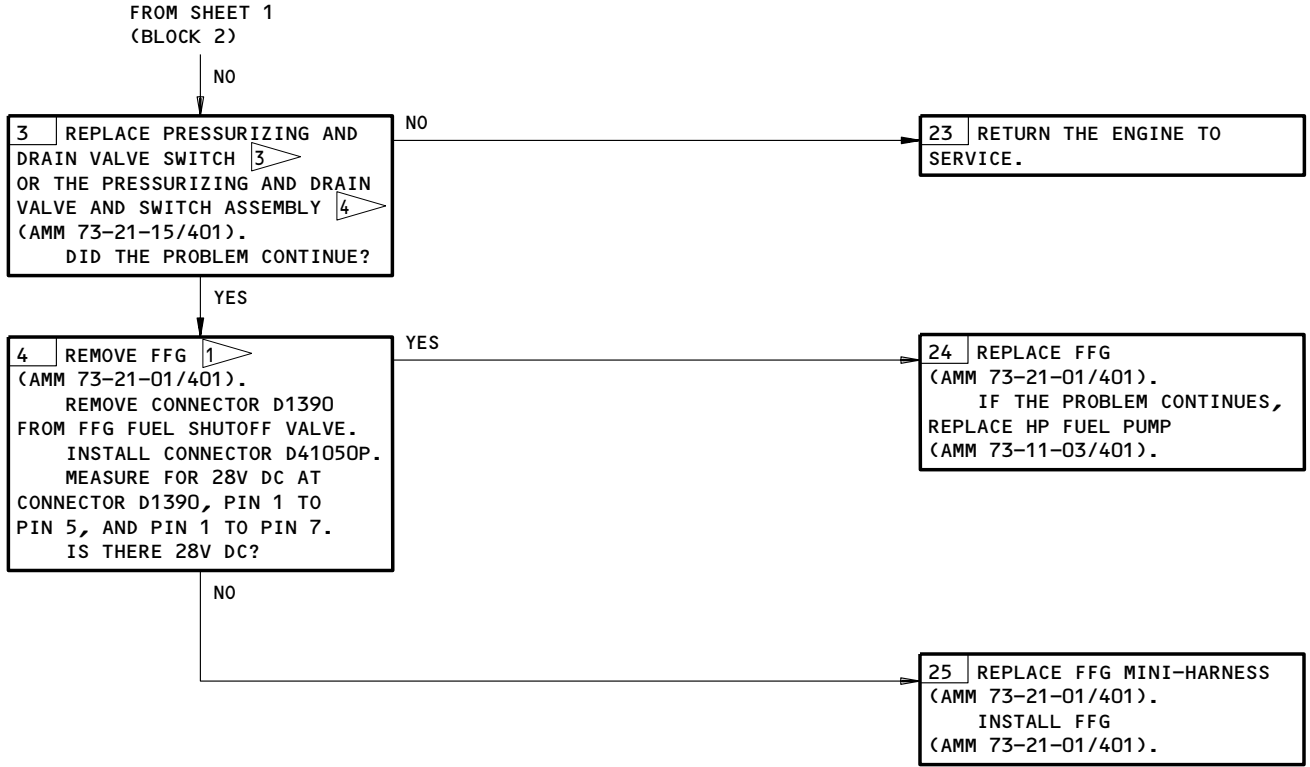 FROM SHEET 1
(BLOCK 2)
NO
3 REPLACE PRESSURIZING AND
DRAIN VALVE SWITCH 3
OR THE PRESSURIZING AND DRAIN
VALVE AND SWITCH ASSEMBLY 4
(AMM 73-21-15/401).
DID THE PROBLEM CONTINUE?
NO
23 RETURN THE ENGINE TO
SERVICE.
YES
4 REMOVE FFG 1
(AMM 73-21-01/401).
REMOVE CONNECTOR D1390
FROM FFG FUEL SHUTOFF VALVE.
INSTALL CONNECTOR D41050P.
MEASURE FOR 28V DC AT
CONNECTOR D1390, PIN 1 TO
PIN 5, AND PIN 1 TO PIN 7.
IS THERE 28V DC?
YES
24 REPLACE FFG
(AMM 73-21-01/401).
IF THE PROBLEM CONTINUES,
REPLACE HP FUEL PUMP
(AMM 73-11-03/401).
NO
25 REPLACE FFG MINI-HARNESS
(AMM 73-21-01/401).
INSTALL FFG
(AMM 73-21-01/401).